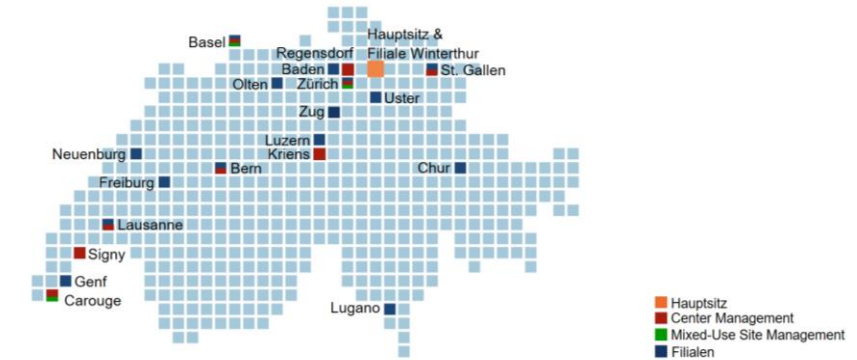 Hauptsitz &
Filiale Winterthur
Basel
Regensdorf
Baden
St. Gallen
Olten
Zürich
Uster
Zug
Luzern
Kriens
Neuenburg
Bern
Chur
Freiburg
Lausanne
Signy
Genf
Carouge
Lugano
Hauptsitz
Center Management
Mixed-Use Site Management
Filialen